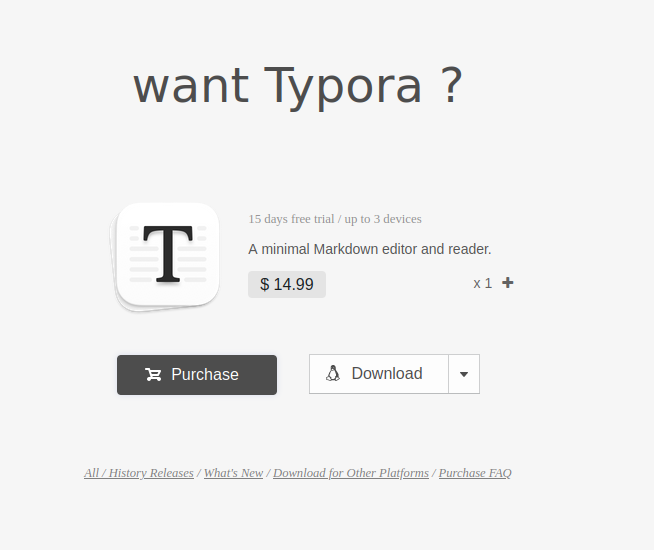 want Typora ?
T
15 days free trial / up to 3 devices
A minimal Markdown editor and reader.
$ 14.99
x 1
Purchase
Download
All / History Releases / What's New / Download for Other Platforms / Purchase FAQ